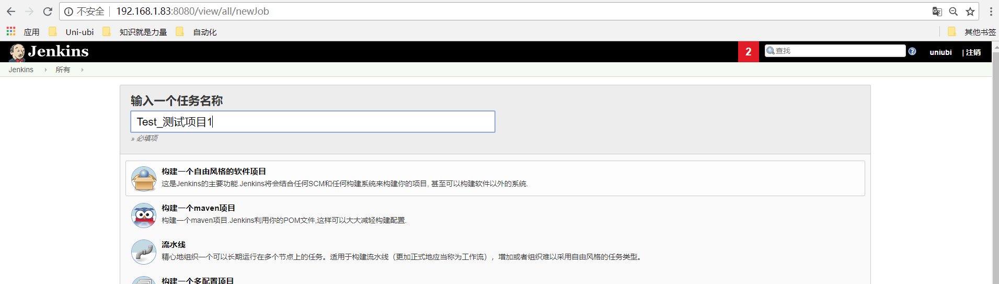 不安全 192.168.1.83:8080/view/all/newJob
应用 Uni-ubi 知识就是力量 自动化 其他书签
Jenkins 2 查找 uniubi | 注销
Jenkins 所有
输入一个任务名称
Test_测试项目1
» 必填项
构建一个自由风格的软件项目
这是Jenkins的主要功能.Jenkins将会结合任何SCM和任何构建系统来构建你的项目, 甚至可以构建软件以外的系统.
构建一个maven项目
构建一个maven项目.Jenkins利用你的POM文件,这样可以大大减轻构建配置.
流水线
精心地组织一个可以长期运行在多个节点上的任务。适用于构建流水线（更加正式地应当称为工作流），增加或者组织难以采用自由风格的任务类型。
构建一个多配置项目